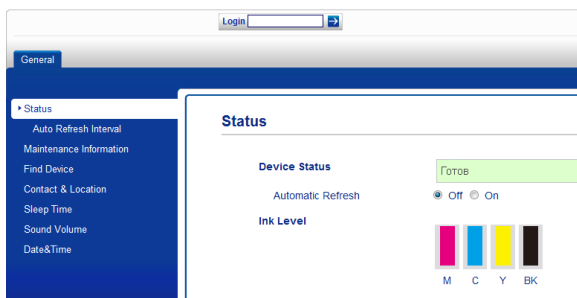 Login
General
Status
Auto Refresh Interval
Maintenance Information
Find Device
Contact & Location
Sleep Time
Sound Volume
Date&Time
Status
Device Status Готов
Automatic Refresh Off On
Ink Level
M C Y BK